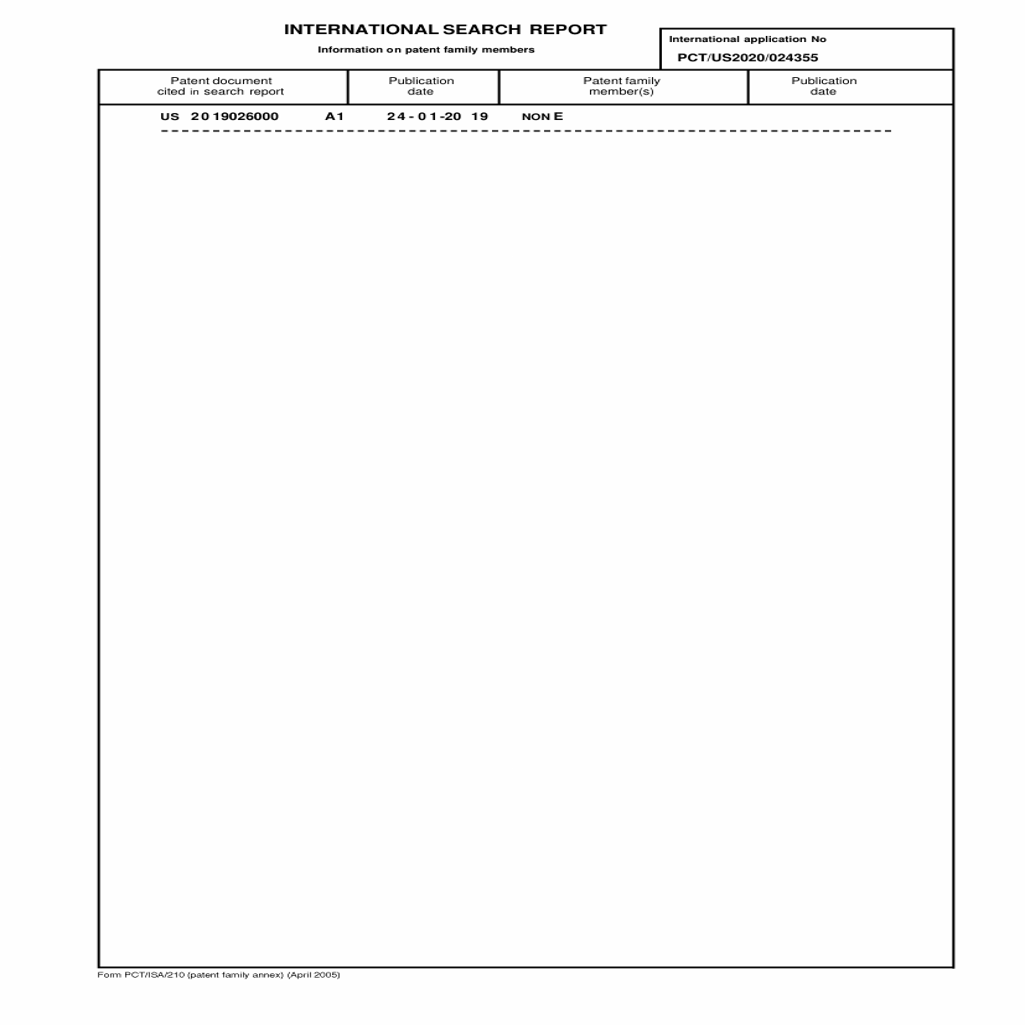 INTERNATIONAL SEARCH REPORT
Information on patent family members
International application No
PCT/US2020/024355
Patent document cited in search report
Publication date
Patent family member(s)
Publication date
US 2019026000 A1 24-01-2019 NONE
Form PCT/ISA/210 (patent family annex) (April 2005)